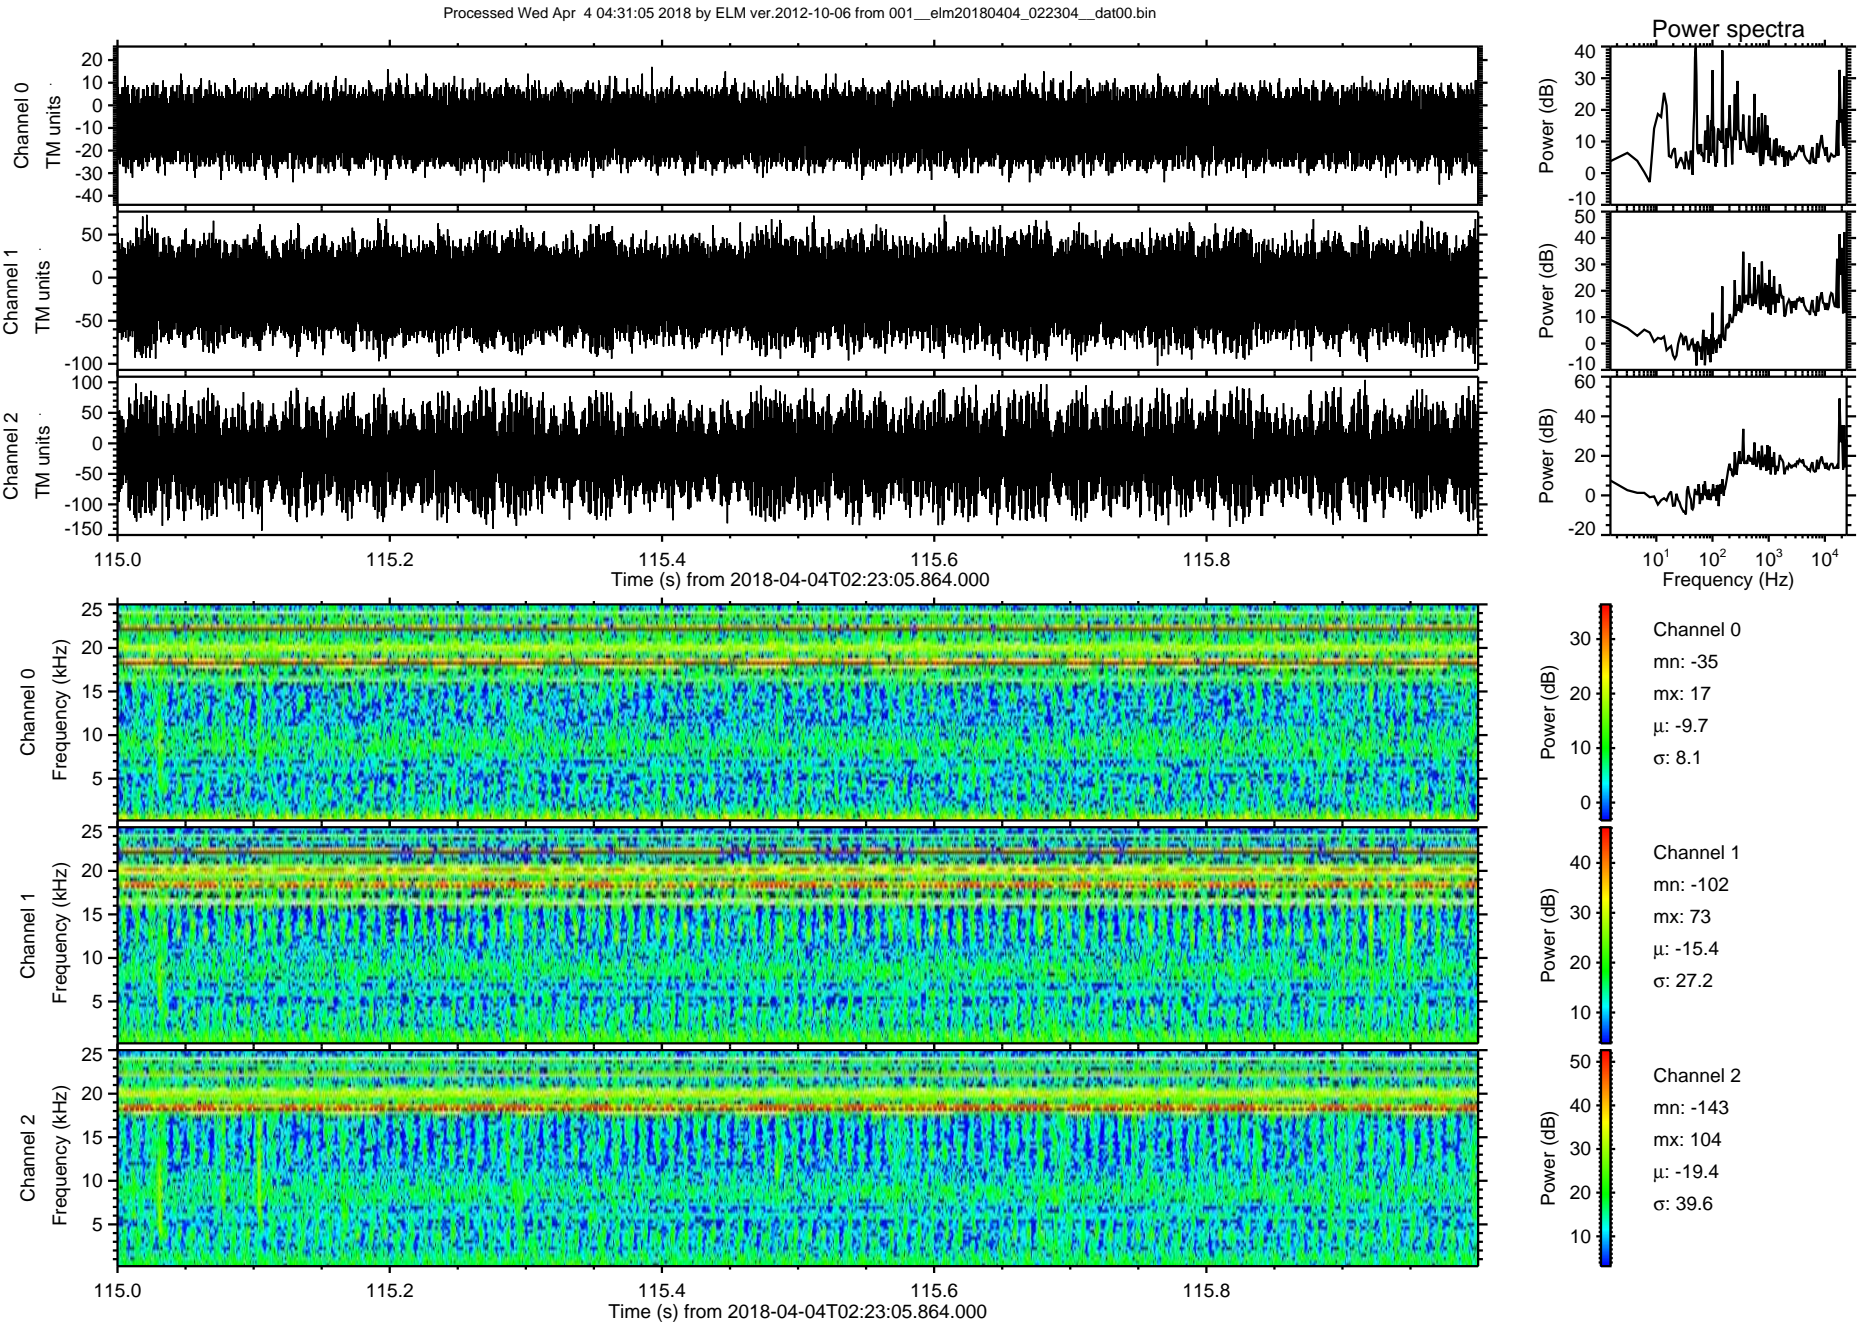 Processed Wed Apr  4 04:31:05 2018 by ELM ver.2012-10-06 from 001__elm20180404_022304__dat00.bin
Power spectra
Channel 0
TM units
20
10
0
-10
-20
-30
-40
Power (dB)
40
30
20
10
0
-10
Channel 1
TM units
50
0
-50
-100
Power (dB)
50
40
30
20
10
0
-10
Channel 2
TM units
100
50
0
-50
-100
-150
Power (dB)
60
40
20
0
-20
115.0 115.2 115.4 115.6 115.8
Time (s) from 2018-04-04T02:23:05.864.000
10¹ 10² 10³ 10⁴
Frequency (Hz)
Channel 0
Frequency (kHz)
25
20
15
10
5
Power (dB)
30
20
10
0
Channel 0
mn: -35
mx: 17
μ: -9.7
σ: 8.1
Channel 1
Frequency (kHz)
25
20
15
10
5
Power (dB)
40
30
20
10
Channel 1
mn: -102
mx: 73
μ: -15.4
σ: 27.2
Channel 2
Frequency (kHz)
25
20
15
10
5
Power (dB)
50
40
30
20
10
Channel 2
mn: -143
mx: 104
μ: -19.4
σ: 39.6
115.0 115.2 115.4 115.6 115.8
Time (s) from 2018-04-04T02:23:05.864.000